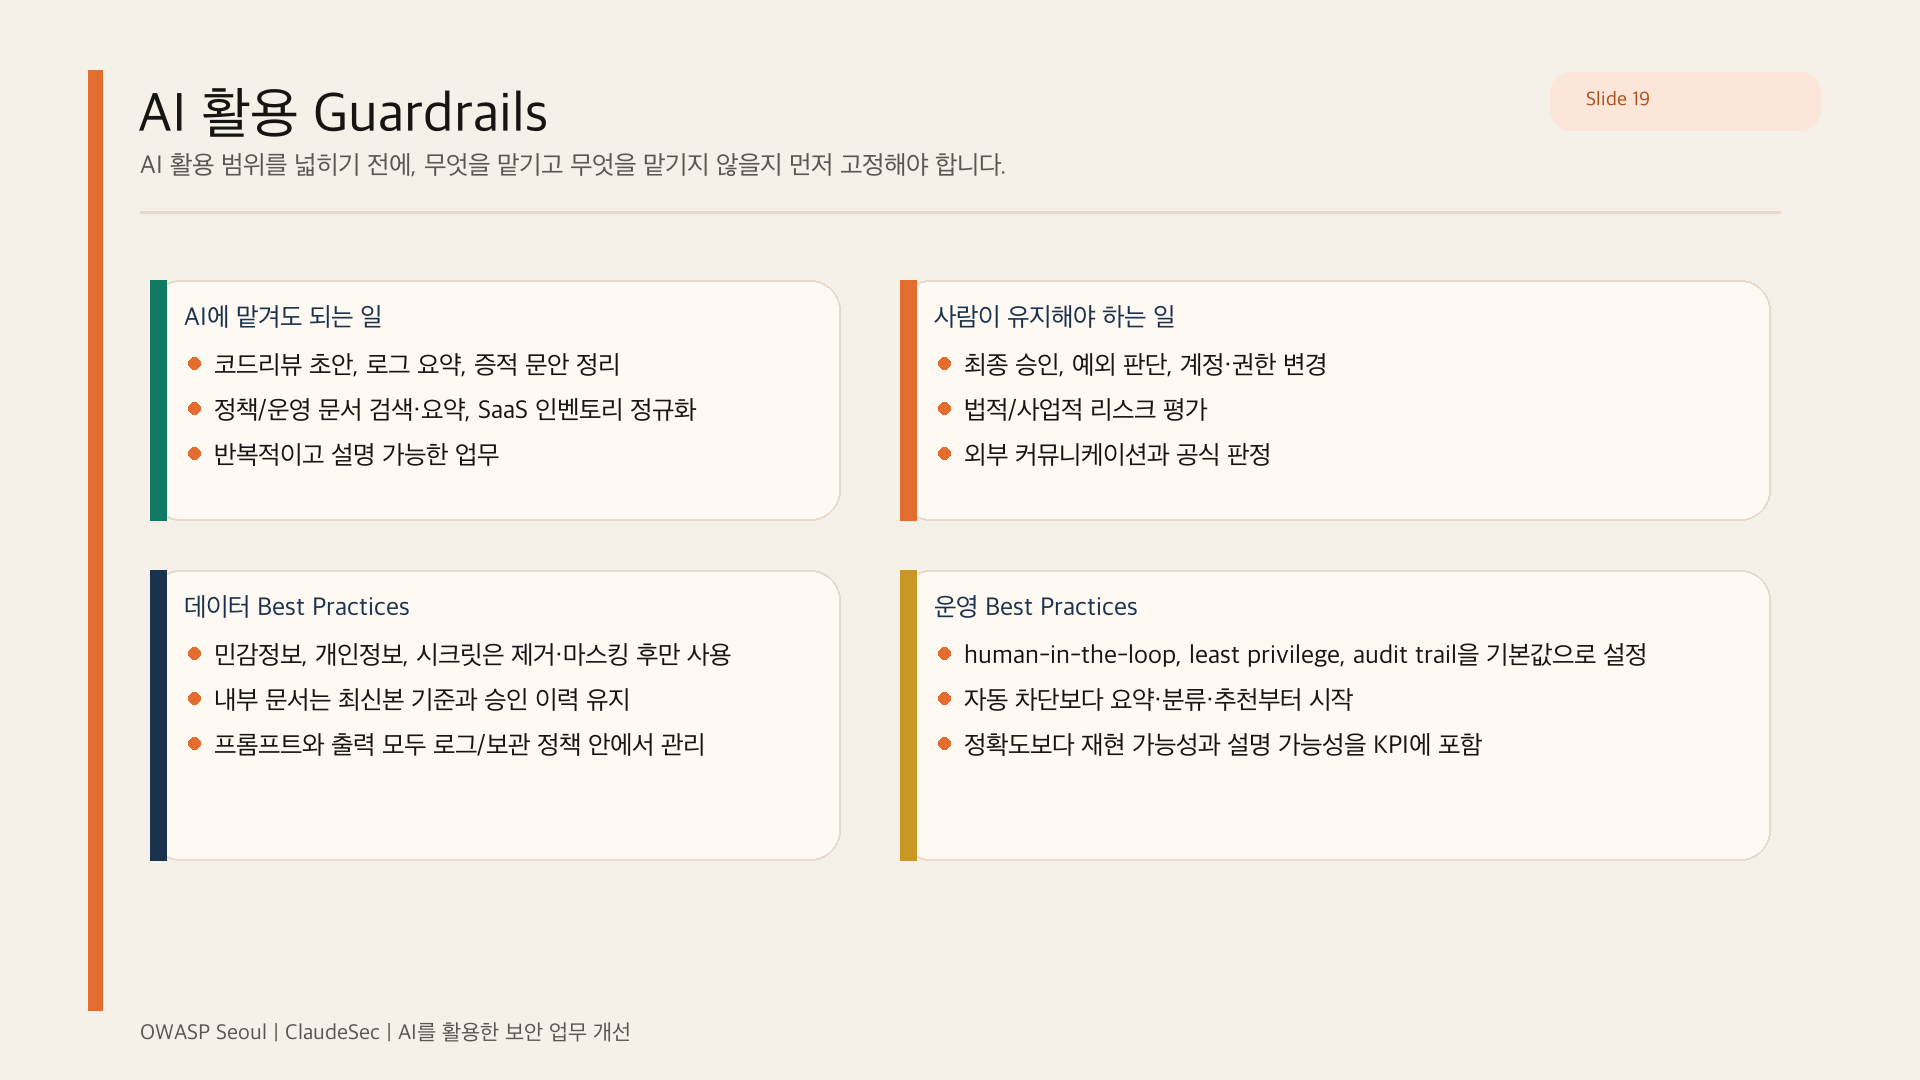 AI 활용 Guardrails
Slide 19
AI 활용 범위를 넓히기 전에, 무엇을 맡기고 무엇을 맡기지 않을지 먼저 고정해야 합니다.
AI에 맡겨도 되는 일
코드리뷰 초안, 로그 요약, 증적 문안 정리
정책/운영 문서 검색·요약, SaaS 인벤토리 정규화
반복적이고 설명 가능한 업무
사람이 유지해야 하는 일
최종 승인, 예외 판단, 계정·권한 변경
법적/사업적 리스크 평가
외부 커뮤니케이션과 공식 판정
데이터 Best Practices
민감정보, 개인정보, 시크릿은 제거·마스킹 후만 사용
내부 문서는 최신본 기준과 승인 이력 유지
프롬프트와 출력 모두 로그/보관 정책 안에서 관리
운영 Best Practices
human-in-the-loop, least privilege, audit trail을 기본값으로 설정
자동 차단보다 요약·분류·추천부터 시작
정확도보다 재현 가능성과 설명 가능성을 KPI에 포함
OWASP Seoul | ClaudeSec | AI를 활용한 보안 업무 개선